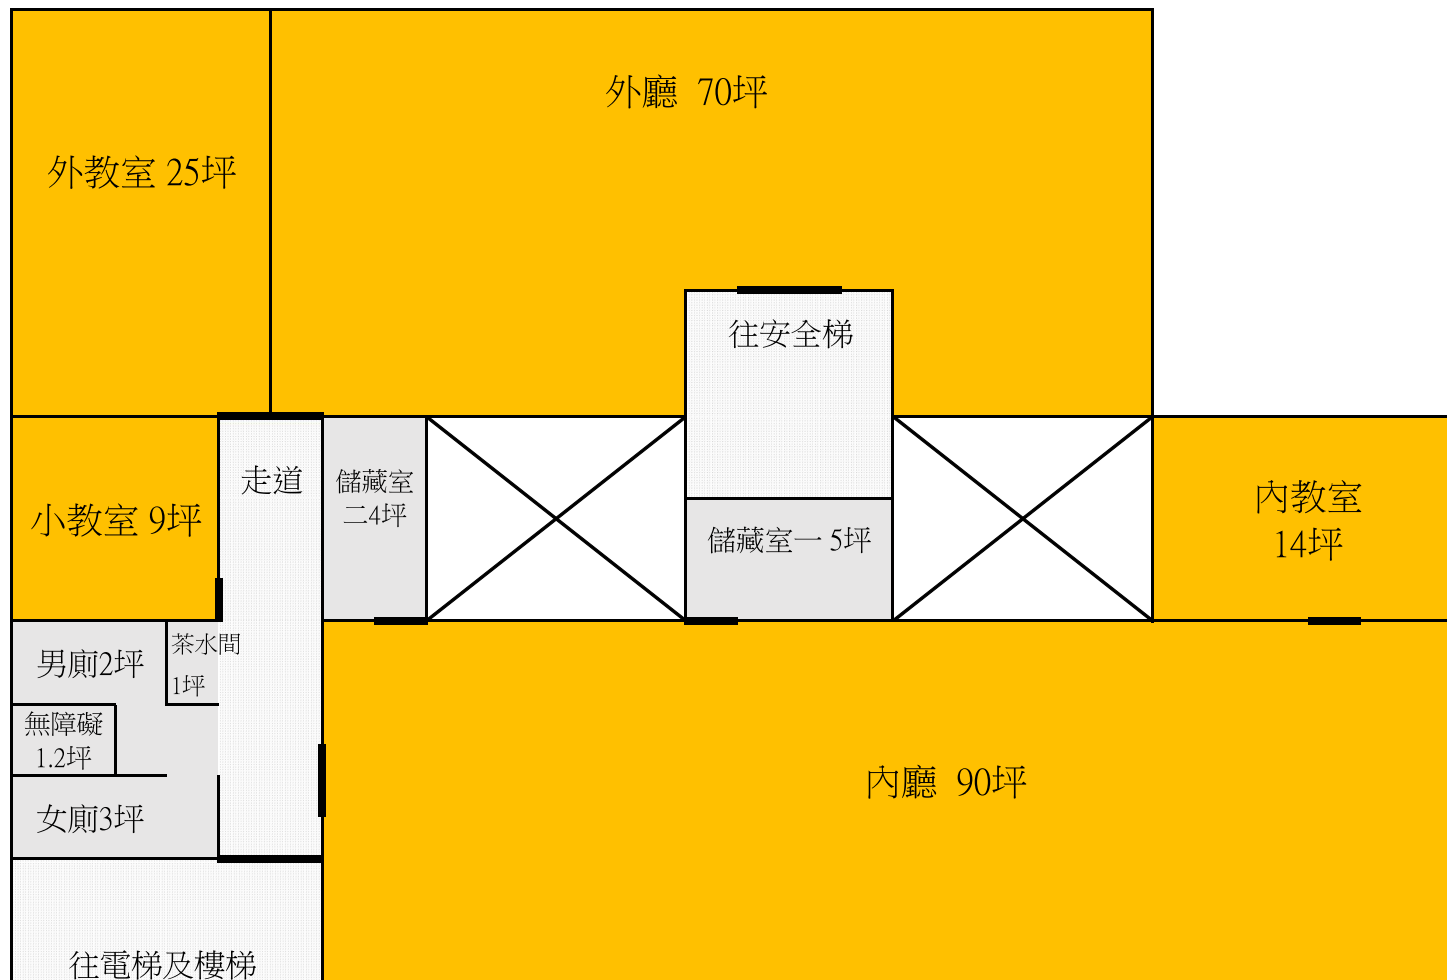 外廳 70坪
外教室 25坪
往安全梯
走道
儲藏室
二4坪
小教室 9坪
儲藏室一 5坪
內教室
14坪
男廁2坪
茶水間
1坪
無障礙
1.2坪
女廁3坪
內廳 90坪
往電梯及樓梯